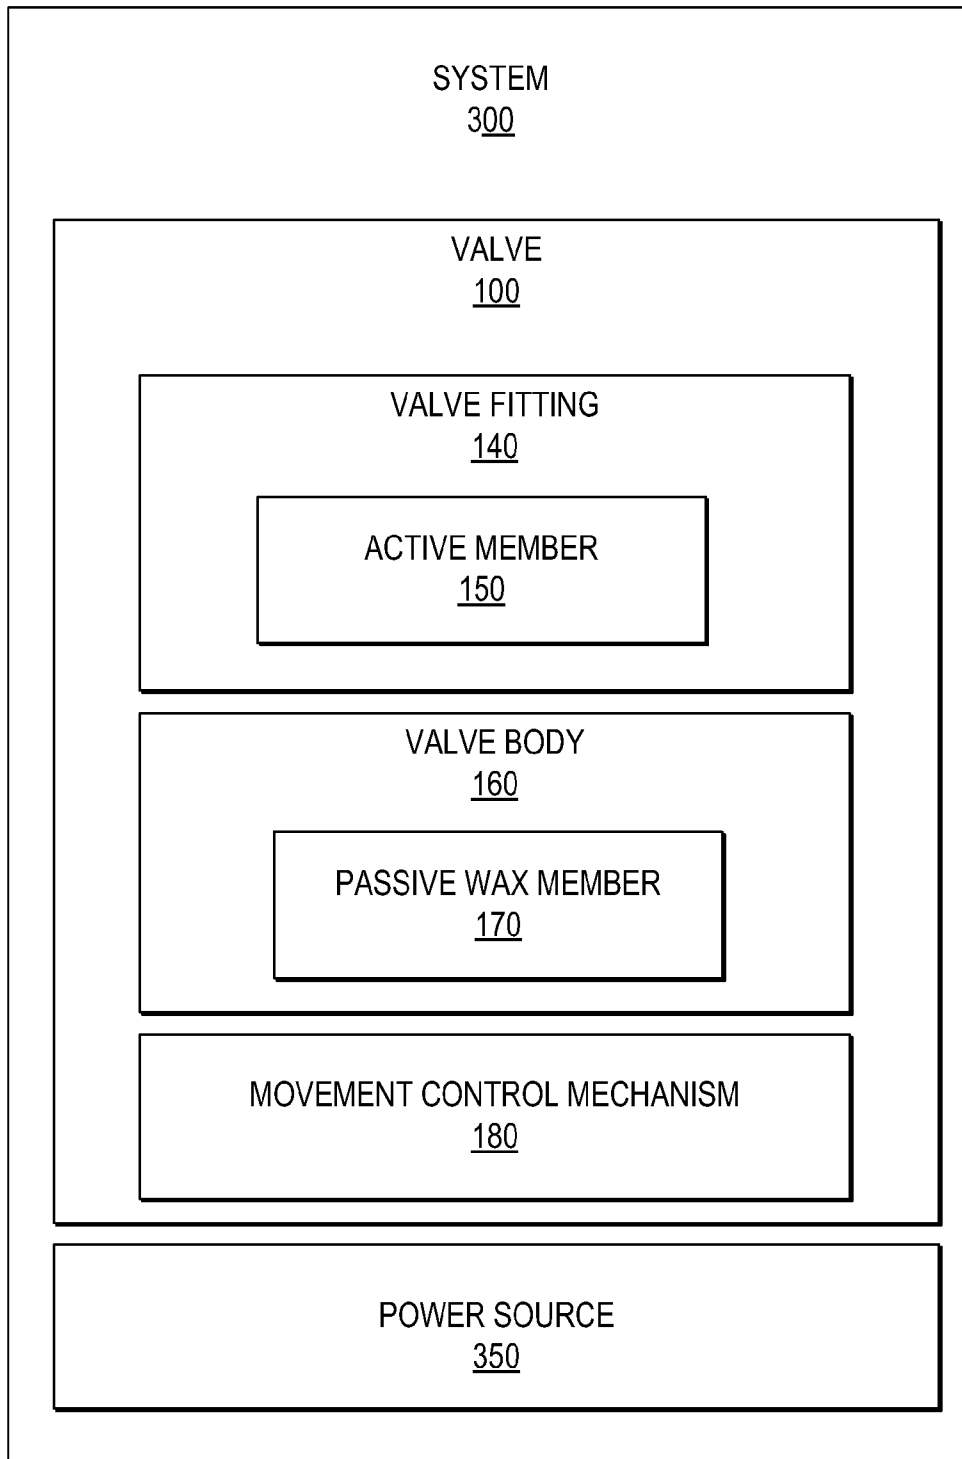 SYSTEM
300
VALVE
100
VALVE FITTING
140
ACTIVE MEMBER
150
VALVE BODY
160
PASSIVE WAX MEMBER
170
MOVEMENT CONTROL MECHANISM
180
POWER SOURCE
350